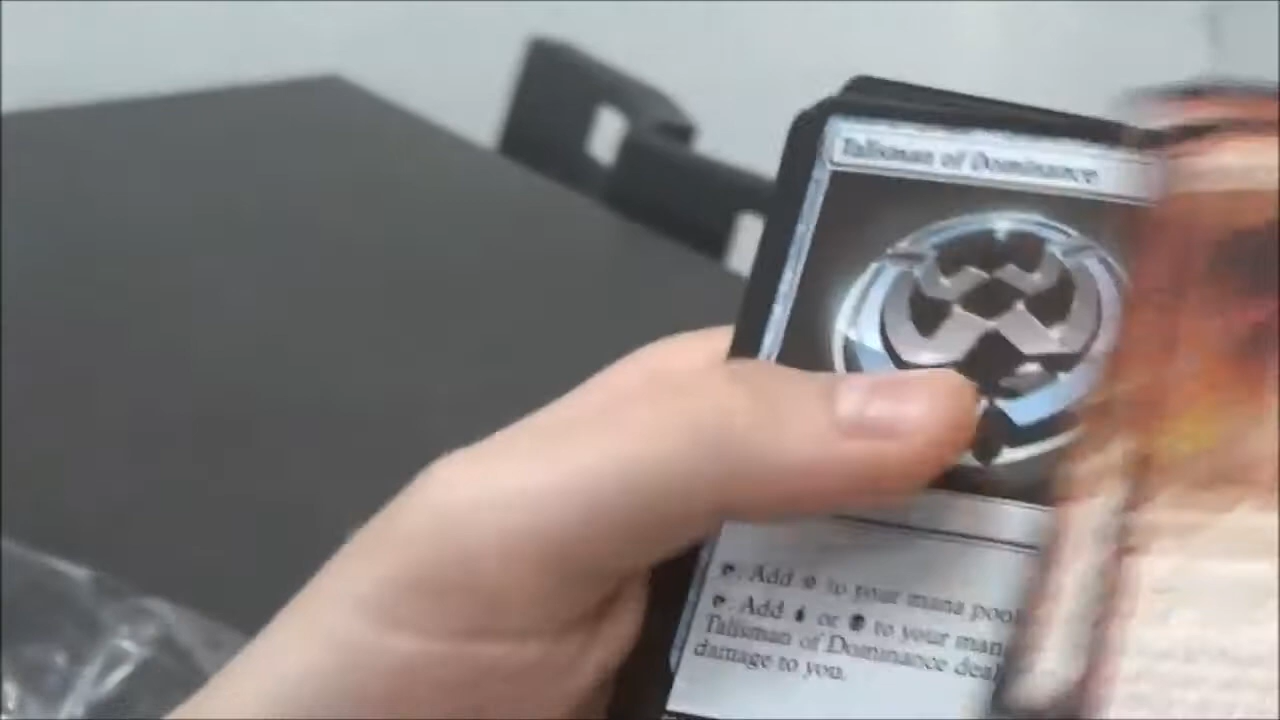 Talisman of Dominance
: Add to your mana pool
: Add or to your man
Talisman of Dominance deal
damage to you.